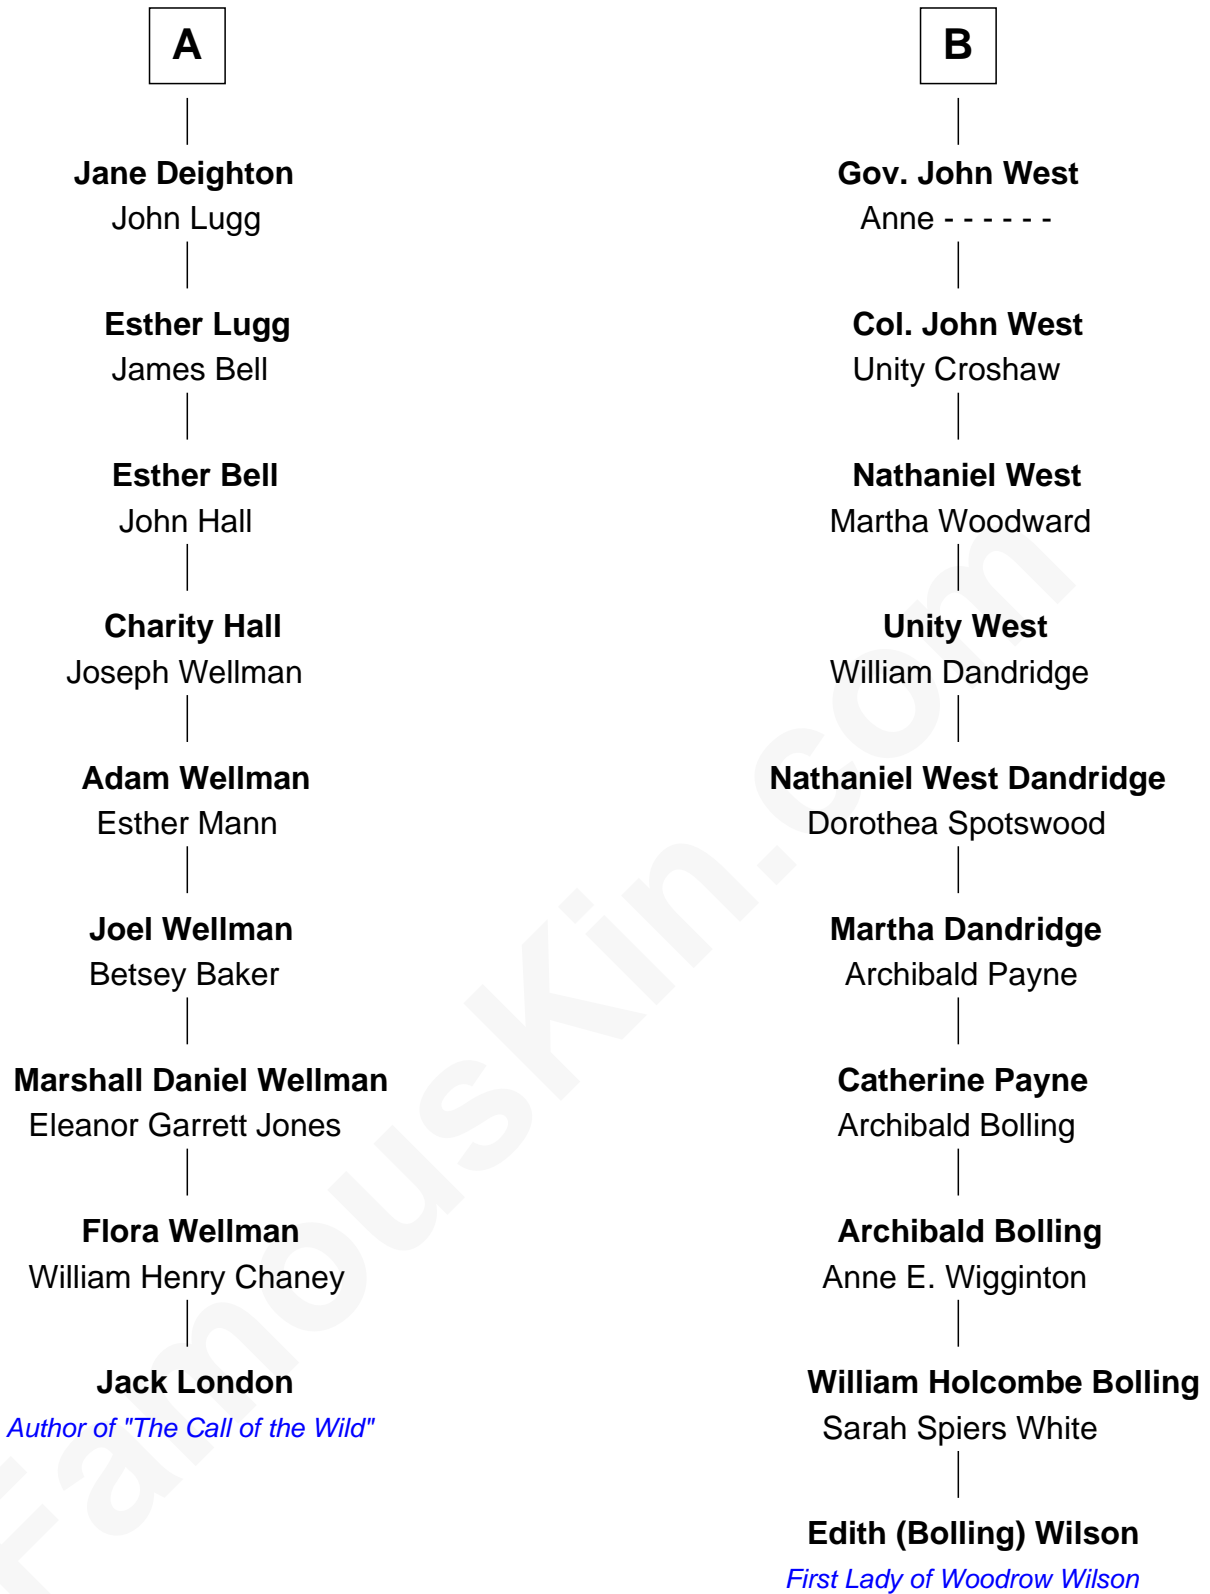 A
Jane Deighton
John Lugg
Esther Lugg
James Bell
Esther Bell
John Hall
Charity Hall
Joseph Wellman
Adam Wellman
Esther Mann
Joel Wellman
Betsey Baker
Marshall Daniel Wellman
Eleanor Garrett Jones
Flora Wellman
William Henry Chaney
Jack London
Author of "The Call of the Wild"
B
Gov. John West
Anne - - - - - -
Col. John West
Unity Croshaw
Nathaniel West
Martha Woodward
Unity West
William Dandridge
Nathaniel West Dandridge
Dorothea Spotswood
Martha Dandridge
Archibald Payne
Catherine Payne
Archibald Bolling
Archibald Bolling
Anne E. Wigginton
William Holcombe Bolling
Sarah Spiers White
Edith (Bolling) Wilson
First Lady of Woodrow Wilson
FamousKin.com